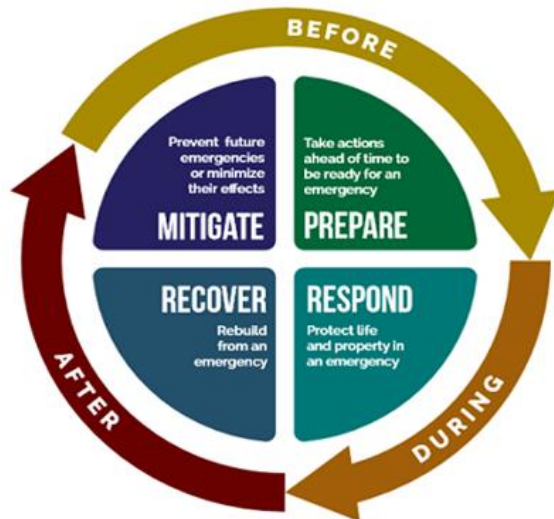 BEFORE
Prevent future
emergencies
or minimize
their effects
MITIGATE
Take actions
ahead of time to
be ready for an
emergency
PREPARE
RECOVER
Rebuild
from an
emergency
RESPOND
Protect life
and property in
an emergency
DURING
AFTER